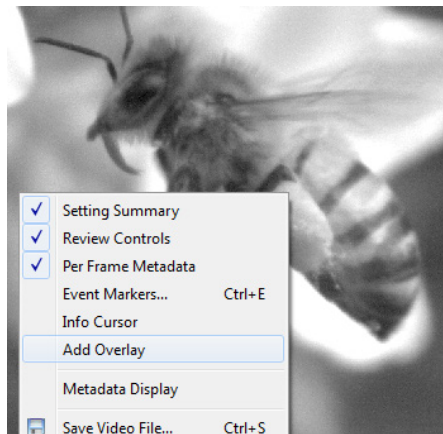 Setting Summary
Review Controls
Per Frame Metadata
Event Markers... Ctrl+E
Info Cursor
Add Overlay
Metadata Display
Save Video File... Ctrl+S